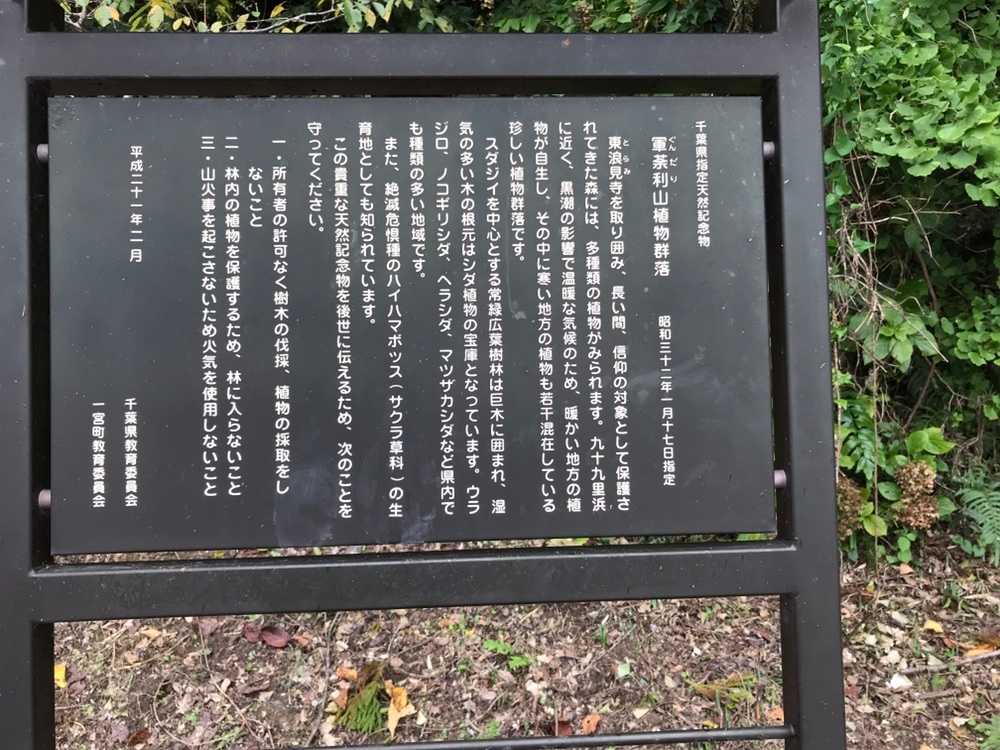 千葉県指定天然記念物
軍荼利山植物群落 昭和三十二年一月十七日指定
ぐんだり
東浪見寺を取り囲み、長い間、信仰の対象として保護さ
とらみ
れてきた森には、多種類の植物がみられます。九十九里浜
に近く、黒潮の影響で温暖な気候のため、暖かい地方の植
物が自生し、その中に寒い地方の植物も若干混在している
珍しい植物群落です。
スダジイを中心とする常緑広葉樹林は巨木に囲まれ、湿
気の多い木の根元はシダ植物の宝庫となっています。ウラ
ジロ、ノコギリシダ、ヘラシダ、マツザカシダなど県内で
も種類の多い地域です。
また、絶滅危惧種のハイハマボッス（サクラ草科）の生
育地としても知られています。
この貴重な天然記念物を後世に伝えるため、次のことを
守ってください。
一・所有者の許可なく樹木の伐採、植物の採取をし
ないこと
二・林内の植物を保護するため、林に入らないこと
三・山火事を起こさないため火気を使用しないこと
平成二十一年二月
千葉県教育委員会
一宮町教育委員会